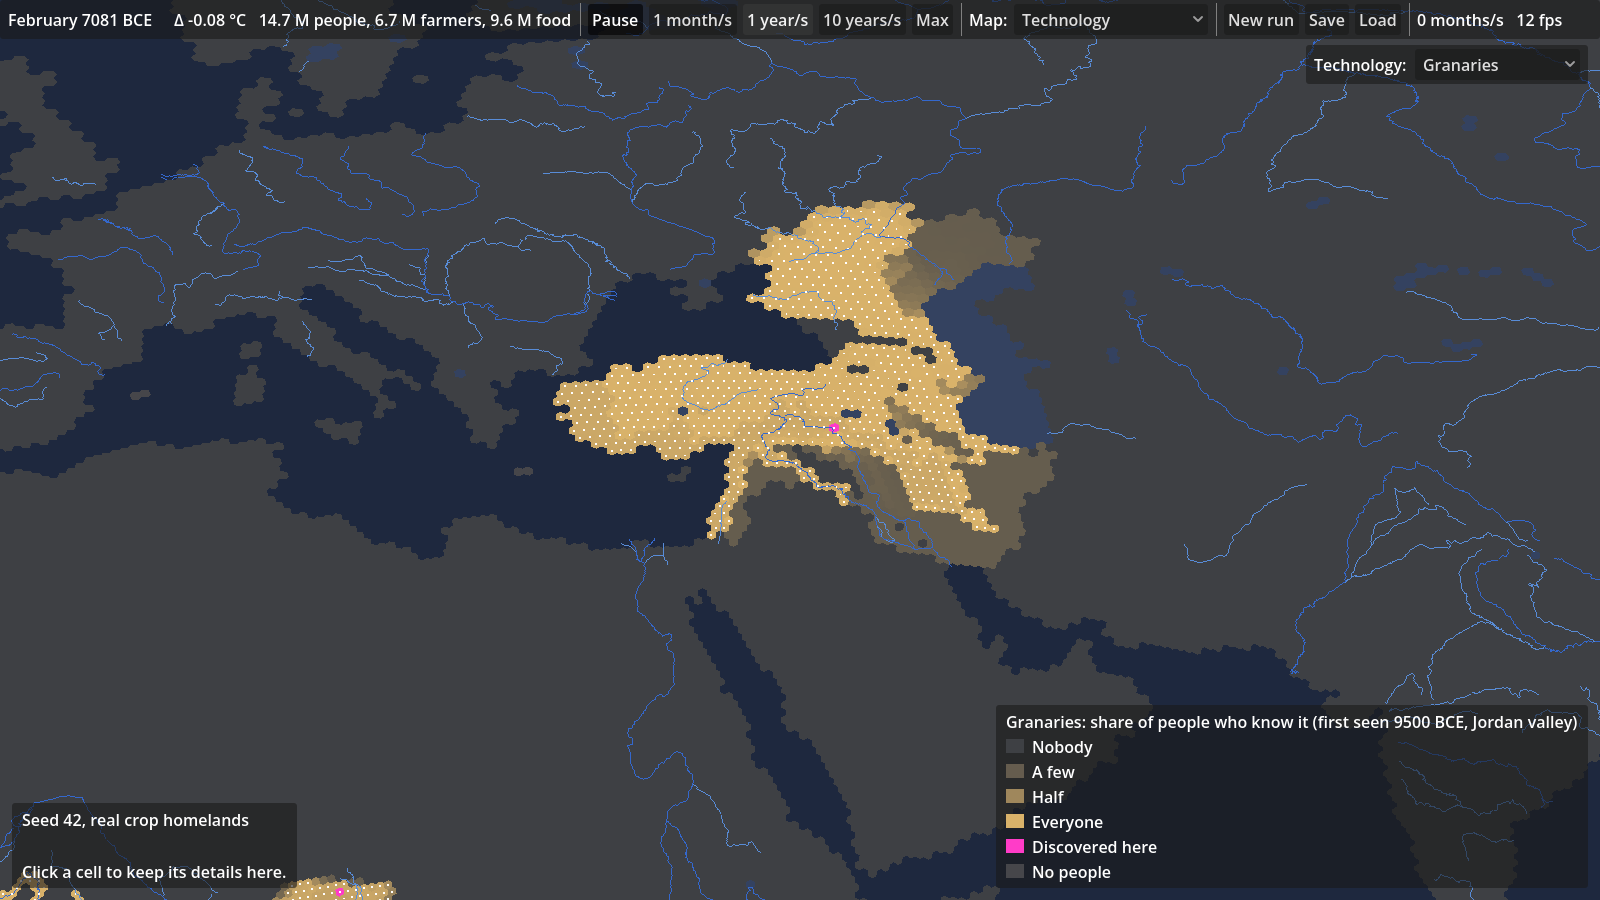 February 7081 BCE Δ -0.08 °C 14.7 M people, 6.7 M farmers, 9.6 M food Pause 1 month/s 1 year/s 10 years/s Max Map: Technology New run Save Load 0 months/s 12 fps
Technology: Granaries
Granaries: share of people who know it (first seen 9500 BCE, Jordan valley)
Nobody
A few
Half
Everyone
Discovered here
No people
Seed 42, real crop homelands
Click a cell to keep its details here.